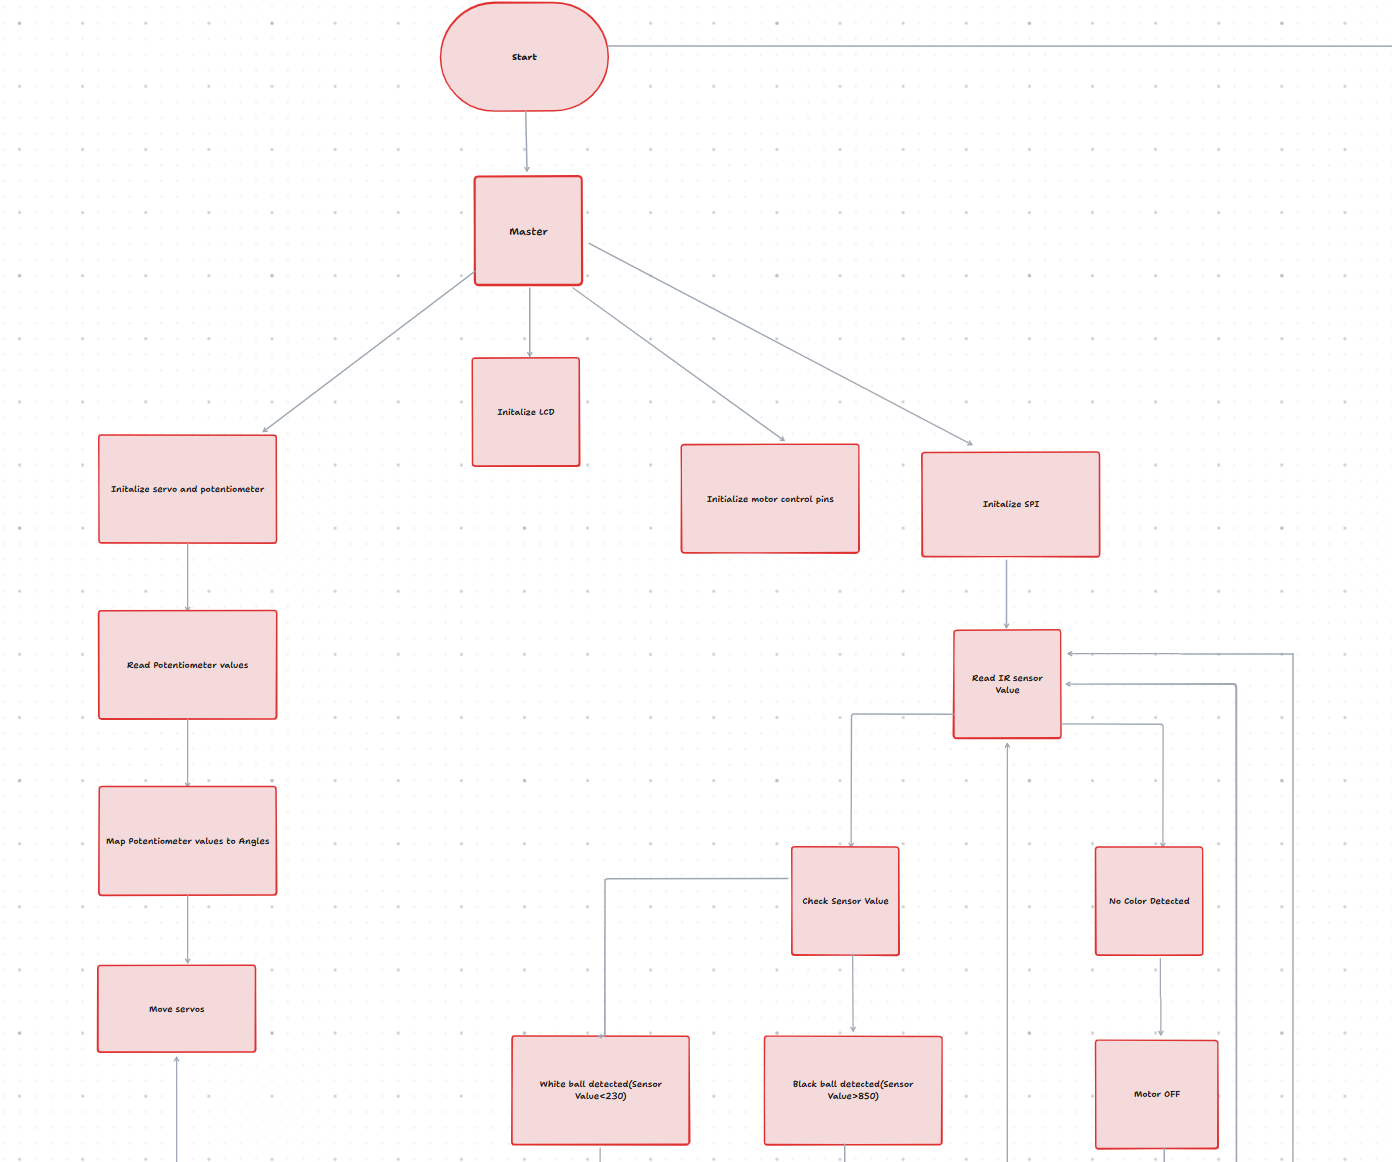 Start
Master
Initalize LCD
Initalize servo and potentiometer
Initialize motor control pins
Initalize SPI
Read Potentiometer values
Read IR sensor
Value
Map Potentiometer values to Angles
Check Sensor Value
No Color Detected
Move servos
White ball detected(Sensor
Value<230)
Black ball detected(Sensor
Value>850)
Motor OFF